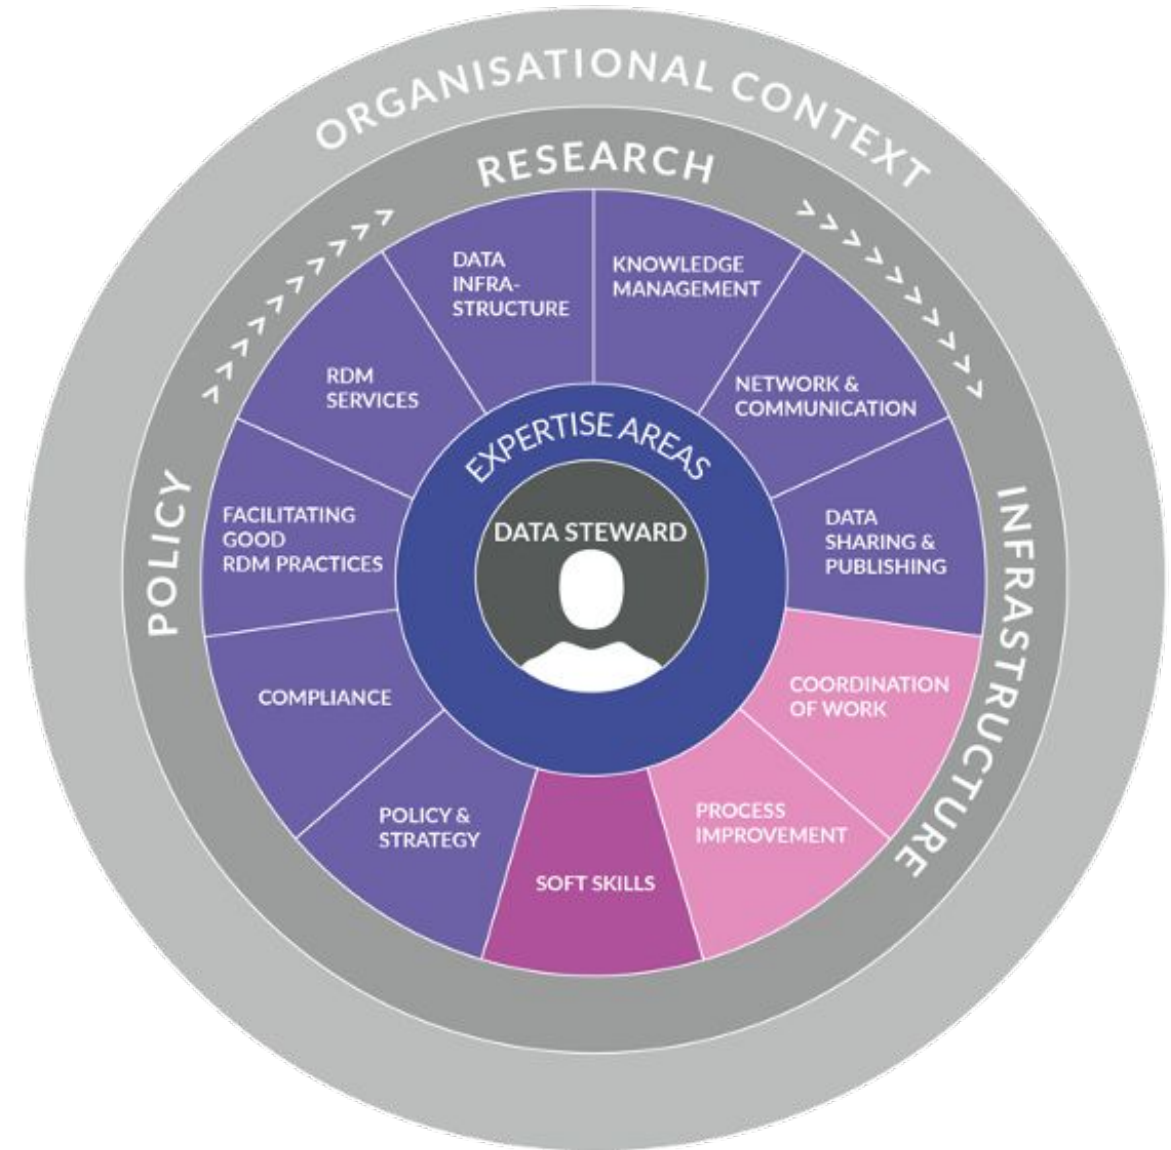 ORGANISATIONAL CONTEXT
RESEARCH
POLICY
INFRASTRUCTURE
DATA
INFRA-
STRUCTURE
KNOWLEDGE
MANAGEMENT
NETWORK &
COMMUNICATION
DATA
SHARING &
PUBLISHING
COORDINATION
OF WORK
PROCESS
IMPROVEMENT
SOFT SKILLS
POLICY &
STRATEGY
COMPLIANCE
FACILITATING
GOOD
RDM PRACTICES
RDM
SERVICES
EXPERTISE AREAS
DATA STEWARD